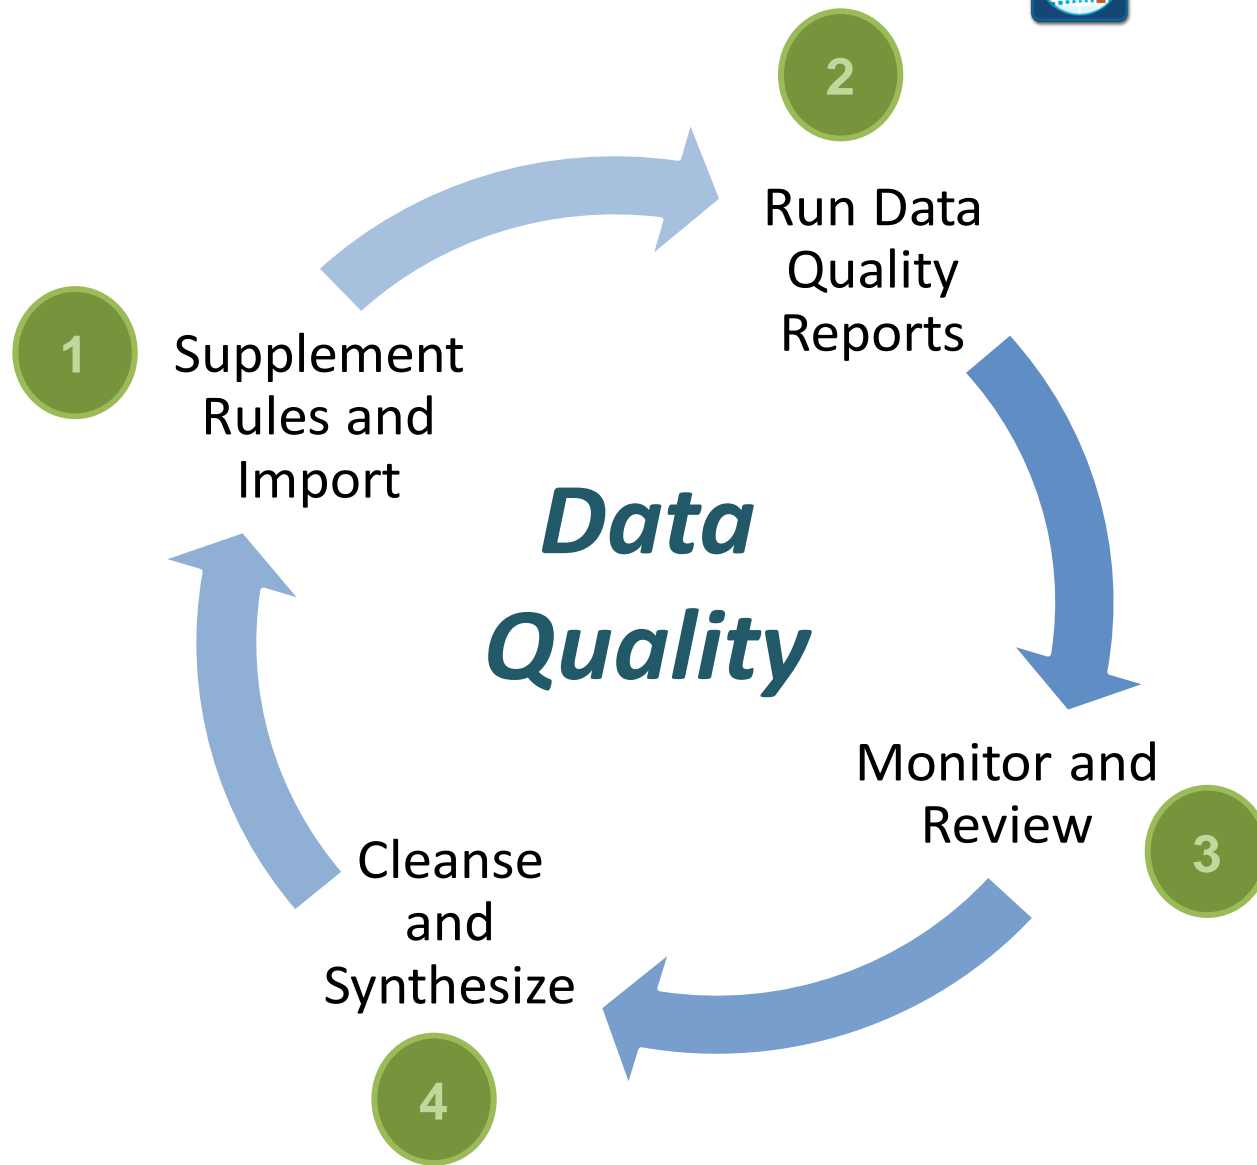 1
Supplement
Rules and
Import
2
Run Data
Quality
Reports
Data
Quality
Monitor and
Review
3
Cleanse
and
Synthesize
4